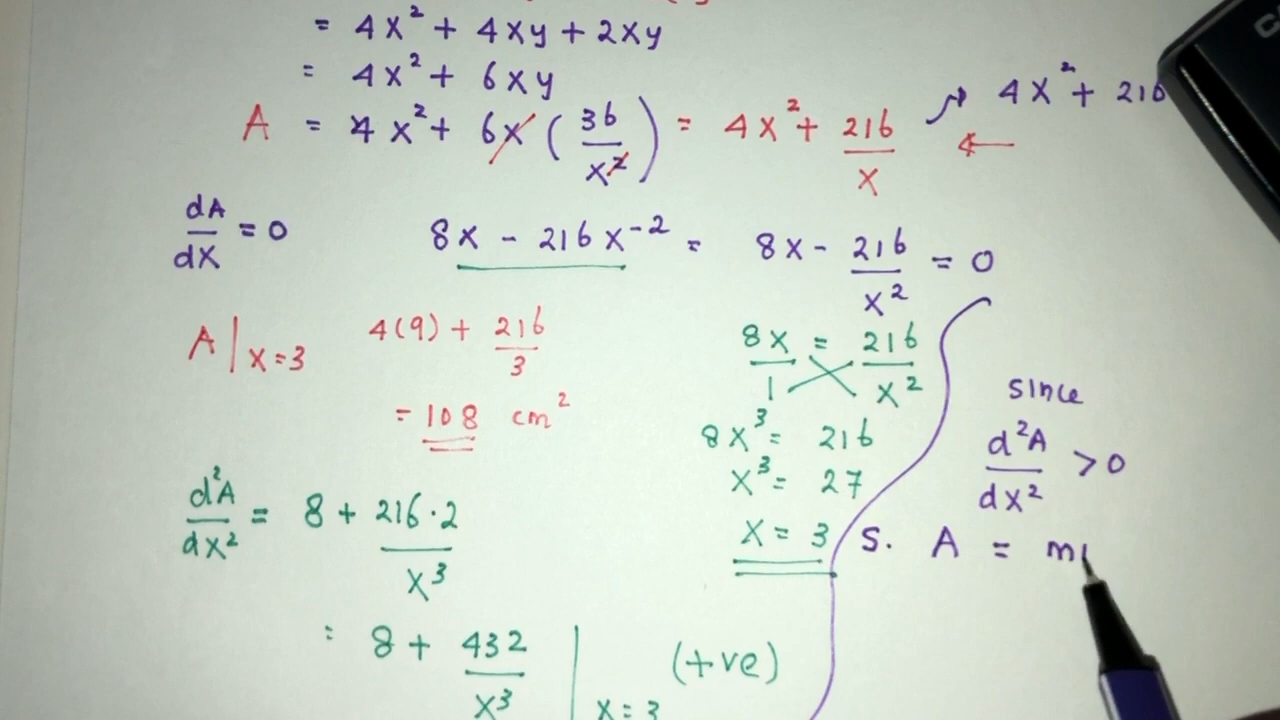 = 4x² + 4xy + 2xy
= 4x² + 6xy
A = 4x² + 6x (36/x²) = 4x² + 216/x → 4x² + 216
←
dA/dx = 0 8x - 216x⁻² = 8x - 216/x² = 0
A|x=3 4(9) + 216/3
= 108 cm²
8x/1 = 216/x²
8x³ = 216
x³ = 27
x = 3
d²A/dx² = 8 + 216·2/x³
= 8 + 432/x³ | x=3 (+ve)
since
d²A/dx² > 0
S. A = mi